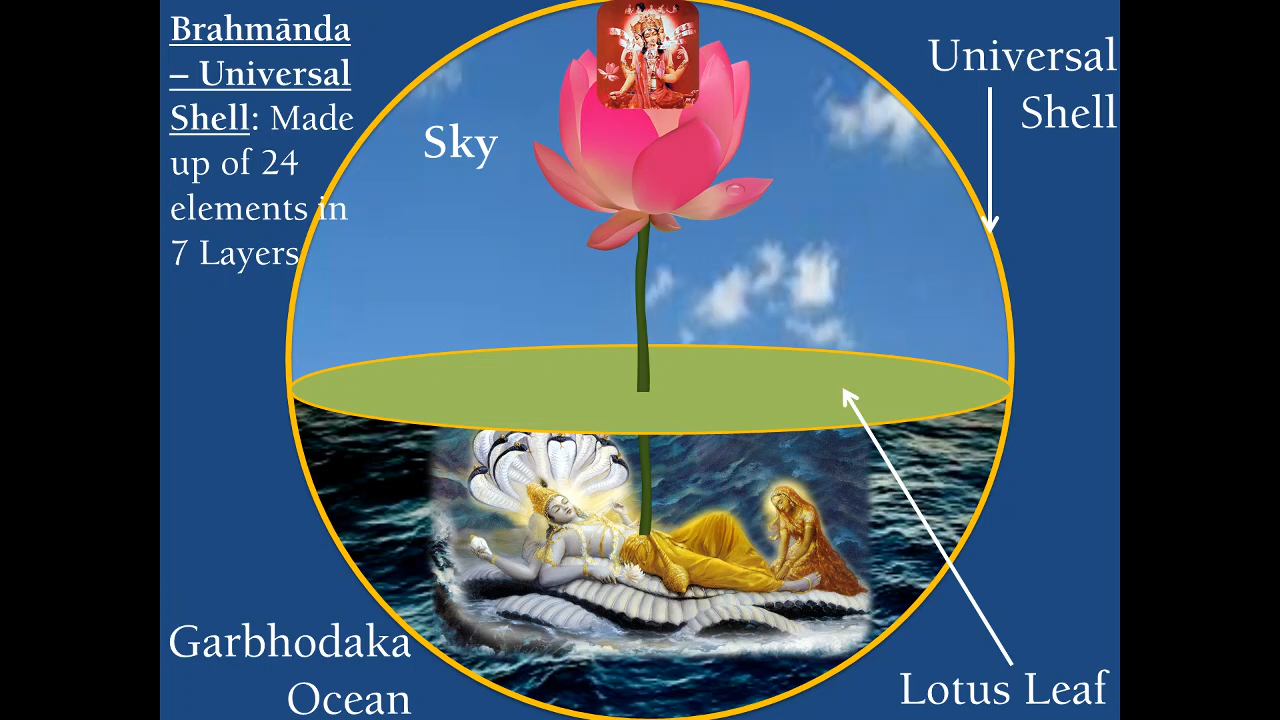 Brahmānda
– Universal
Shell: Made
up of 24
elements in
7 Layers
Sky
Universal
Shell
Garbhodaka
Ocean
Lotus Leaf